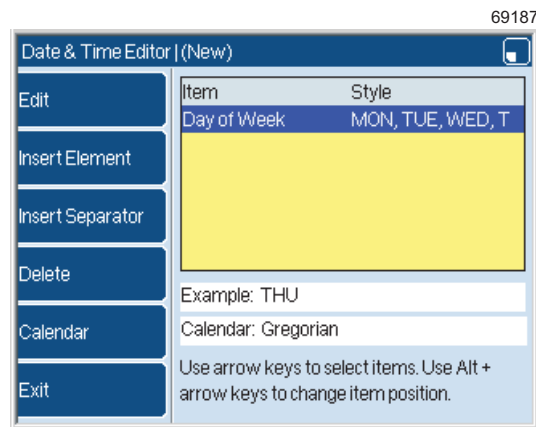 69187
Date & Time Editor | (New)
Edit
Insert Element
Insert Separator
Delete
Calendar
Exit
Item Style
Day of Week MON, TUE, WED, T
Example: THU
Calendar: Gregorian
Use arrow keys to select items. Use Alt +
arrow keys to change item position.